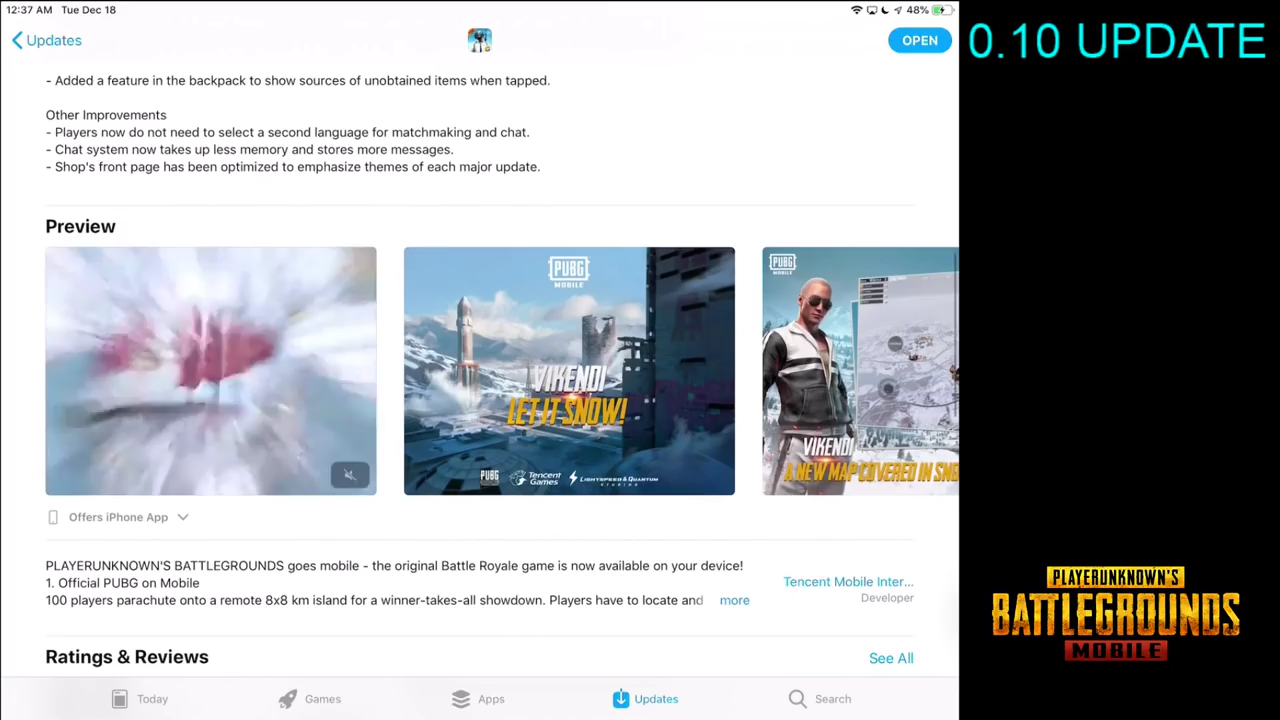 12:37 AM Tue Dec 18
48%
Updates
OPEN
0.10 UPDATE
- Added a feature in the backpack to show sources of unobtained items when tapped.
Other Improvements
- Players now do not need to select a second language for matchmaking and chat.
- Chat system now takes up less memory and stores more messages.
- Shop's front page has been optimized to emphasize themes of each major update.
Preview
PUBG
MOBILE
VIKENDI
LET IT SNOW!
PUBG
Tencent
Games
LIGHTSPEED & QUANTUM
STUDIOS
PUBG
MOBILE
VIKENDI
A NEW MAP COVERED IN SNO
Offers iPhone App
PLAYERUNKNOWN'S BATTLEGROUNDS goes mobile - the original Battle Royale game is now available on your device!
1. Official PUBG on Mobile
100 players parachute onto a remote 8x8 km island for a winner-takes-all showdown. Players have to locate and more
Tencent Mobile Inter...
Developer
Ratings & Reviews
See All
Today
Games
Apps
Updates
Search
PLAYERUNKNOWN'S
BATTLEGROUNDS
MOBILE